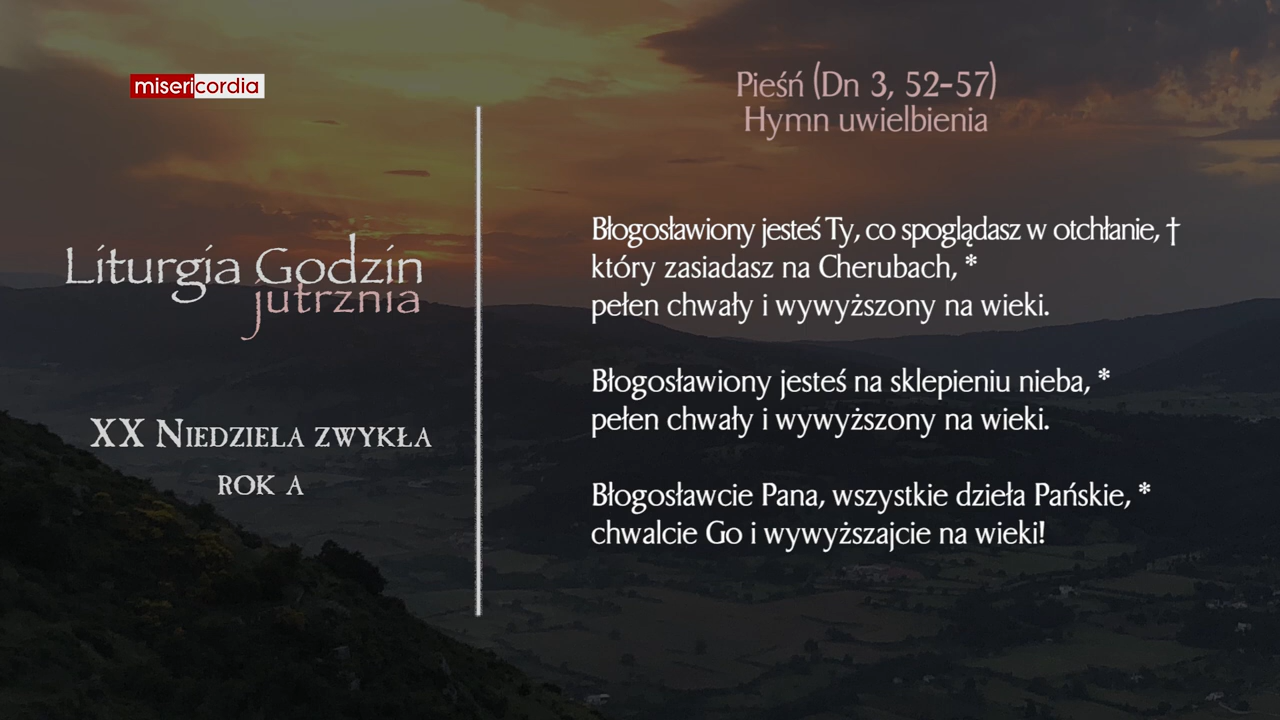 misericordia
Liturgia Godzin
jutrznia
XX Niedziela zwykła
rok A
Pieśń (Dn 3, 52-57)
Hymn uwielbienia
Błogosławiony jesteś Ty, co spoglądasz w otchłanie, †
który zasiadasz na Cherubach, *
pełen chwały i wywyższony na wieki.
Błogosławiony jesteś na sklepieniu nieba, *
pełen chwały i wywyższony na wieki.
Błogosławcie Pana, wszystkie dzieła Pańskie, *
chwalcie Go i wywyższajcie na wieki!